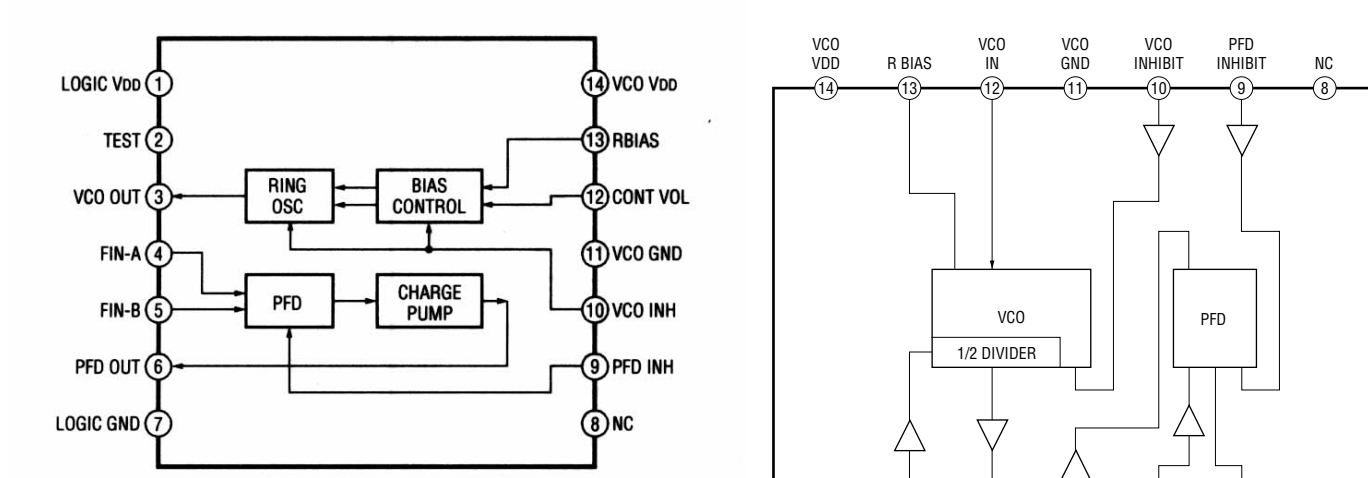 LOGIC VDD 1
TEST 2
VCO OUT 3
FIN-A 4
FIN-B 5
PFD OUT 6
LOGIC GND 7
RING
OSC
BIAS
CONTROL
PFD
CHARGE
PUMP
14 VCO VDD
13 RBIAS
12 CONT VOL
11 VCO GND
10 VCO INH
9 PFD INH
8 NC
VCO
VDD
14
R BIAS
13
VCO
IN
12
VCO
GND
11
VCO
INHIBIT
10
PFD
INHIBIT
9
NC
8
VCO
1/2 DIVIDER
PFD